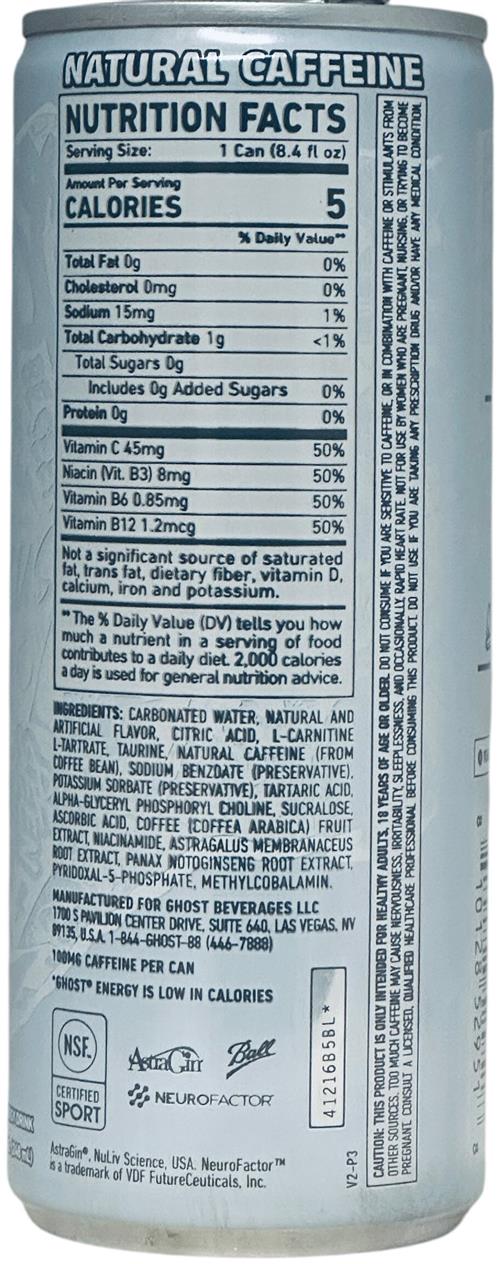 NATURAL CAFFEINE
NUTRITION FACTS
Serving Size: 1 Can (8.4 fl oz)
Amount Per Serving
CALORIES 5
% Daily Value**
Total Fat 0g 0%
Cholesterol 0mg 0%
Sodium 15mg 1%
Total Carbohydrate 1g <1%
Total Sugars 0g
Includes 0g Added Sugars 0%
Protein 0g 0%
Vitamin C 45mg 50%
Niacin (Vit. B3) 8mg 50%
Vitamin B6 0.85mg 50%
Vitamin B12 1.2mcg 50%
Not a significant source of saturated
fat, trans fat, dietary fiber, vitamin D,
calcium, iron and potassium.
**The % Daily Value (DV) tells you how
much a nutrient in a serving of food
contributes to a daily diet. 2,000 calories
a day is used for general nutrition advice.
INGREDIENTS: CARBONATED WATER, NATURAL AND
ARTIFICIAL FLAVOR, CITRIC ACID, L-CARNITINE
L-TARTRATE, TAURINE, NATURAL CAFFEINE (FROM
COFFEE BEAN), SODIUM BENZOATE (PRESERVATIVE),
POTASSIUM SORBATE (PRESERVATIVE), TARTARIC ACID,
ALPHA-GLYCERYL PHOSPHORYL CHOLINE, SUCRALOSE,
ASCORBIC ACID, COFFEE (COFFEA ARABICA) FRUIT
EXTRACT, NIACINAMIDE, ASTRAGALUS MEMBRANACEUS
ROOT EXTRACT, PANAX NOTOGINSENG ROOT EXTRACT,
PYRIDOXAL-5-PHOSPHATE, METHYLCOBALAMIN.
MANUFACTURED FOR GHOST BEVERAGES LLC
1700 S PAVILION CENTER DRIVE, SUITE 640, LAS VEGAS, NV
89135, U.S.A. 1-844-GHOST-88 (446-7888)
100MG CAFFEINE PER CAN
*GHOST® ENERGY IS LOW IN CALORIES
NSF.
CERTIFIED
SPORT
AstraGin
Ball
NEUROFACTOR
AstraGin®, NuLiv Science, USA. NeuroFactor™
is a trademark of VDF FutureCeuticals, Inc.
41216B5BL*
V2-P3
CAUTION: THIS PRODUCT IS ONLY INTENDED FOR HEALTHY ADULTS, 18 YEARS OF AGE OR OLDER. DO NOT CONSUME IF YOU ARE SENSITIVE TO CAFFEINE, OR IN COMBINATION WITH CAFFEINE OR STIMULANTS FROM
OTHER SOURCES. TOO MUCH CAFFEINE MAY CAUSE NERVOUSNESS, IRRITABILITY, SLEEPLESSNESS, AND OCCASIONALLY, RAPID HEART RATE. NOT FOR USE BY WOMEN WHO ARE PREGNANT, NURSING, OR TRYING TO BECOME
PREGNANT. CONSULT A LICENSED, QUALIFIED HEALTHCARE PROFESSIONAL BEFORE CONSUMING THIS PRODUCT. DO NOT USE IF YOU ARE TAKING ANY PRESCRIPTION DRUG AND/OR HAVE ANY MEDICAL CONDITION.